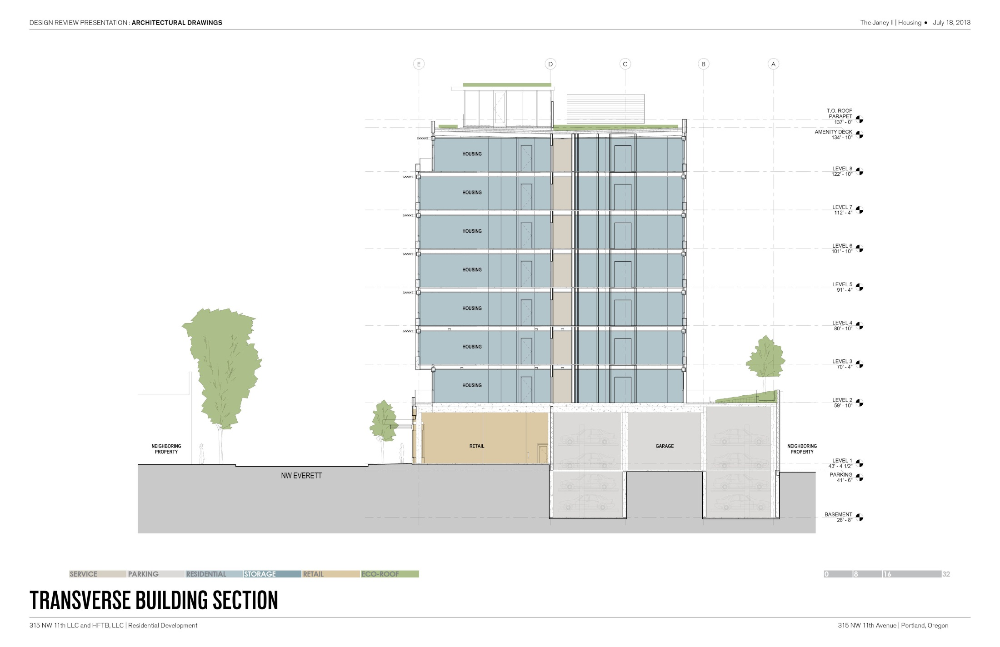 DESIGN REVIEW PRESENTATION : ARCHITECTURAL DRAWINGS
The Janey II | Housing • July 18, 2013
E
D
C
B
A
T.O. ROOF
PARAPET
137' - 0"
AMENITY DECK
134' - 10"
HOUSING
LEVEL 8
122' - 10"
HOUSING
LEVEL 7
112' - 4"
HOUSING
LEVEL 6
101' - 10"
HOUSING
LEVEL 5
91' - 4"
HOUSING
LEVEL 4
80' - 10"
HOUSING
LEVEL 3
70' - 4"
HOUSING
LEVEL 2
59' - 10"
NEIGHBORING
PROPERTY
RETAIL
GARAGE
NEIGHBORING
PROPERTY
LEVEL 1
43' - 4 1/2"
NW EVERETT
PARKING
41' - 6"
BASEMENT
28' - 8"
SERVICE
PARKING
RESIDENTIAL
STORAGE
RETAIL
ECO-ROOF
0
8
16
32
TRANSVERSE BUILDING SECTION
315 NW 11th LLC and HFTB, LLC | Residential Development
315 NW 11th Avenue | Portland, Oregon